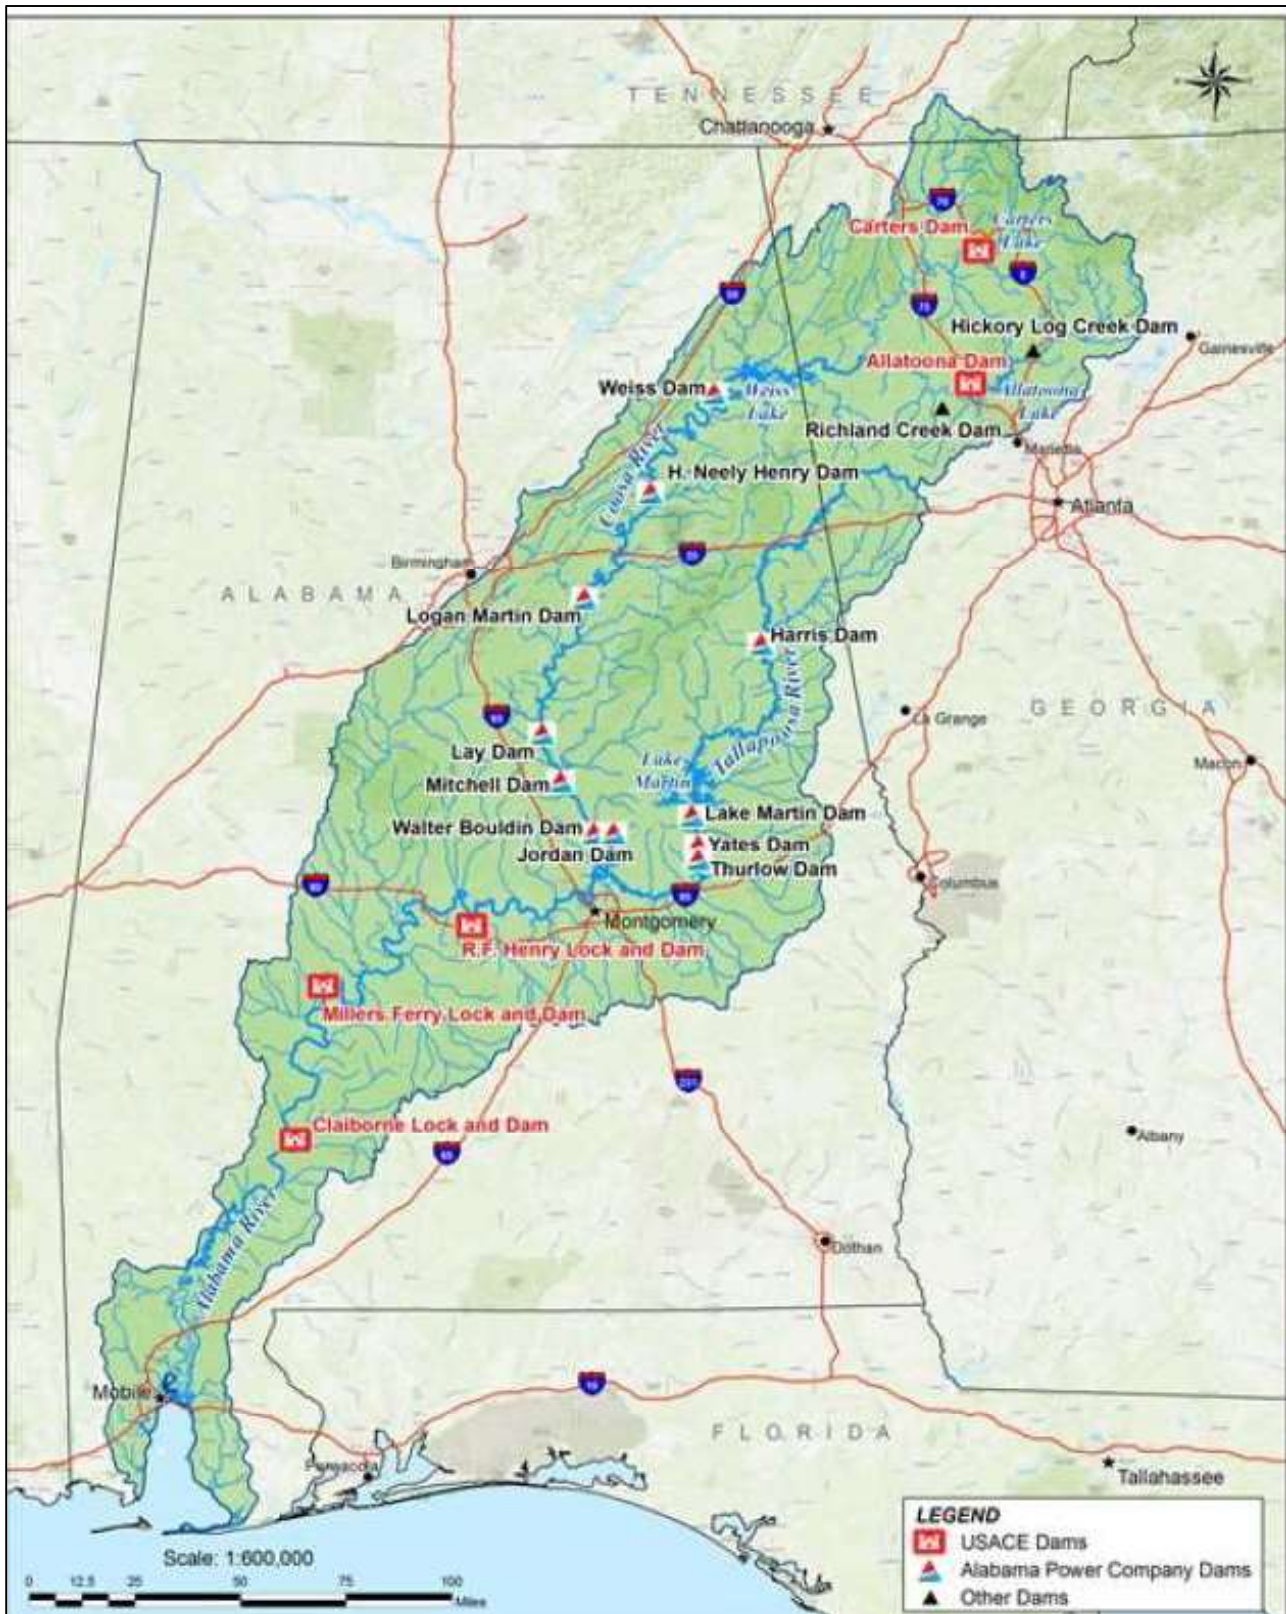 TENNESSEE
Chattanooga
Carters Dam
Carters
Lake
Hickory Log Creek Dam
Gainesville
Allatoona Dam
Weiss Dam
Weiss
Lake
Allatoona
Lake
Richland Creek Dam
Marietta
Coosa River
H. Neely Henry Dam
Atlanta
Birmingham
ALABAMA
Logan Martin Dam
Harris Dam
Tallapoosa River
La Grange
GEORGIA
Lay Dam
Lake
Martin
Macon
Mitchell Dam
Lake Martin Dam
Walter Bouldin Dam
Yates Dam
Jordan Dam
Thurlow Dam
Columbus
Montgomery
R.F. Henry Lock and Dam
Millers Ferry Lock and Dam
Claiborne Lock and Dam
Albany
Alabama River
Dothan
Mobile
FLORIDA
Pensacola
Tallahassee
Scale: 1:600,000
0 12.5 25 50 75 100
Miles
LEGEND
USACE Dams
Alabama Power Company Dams
Other Dams